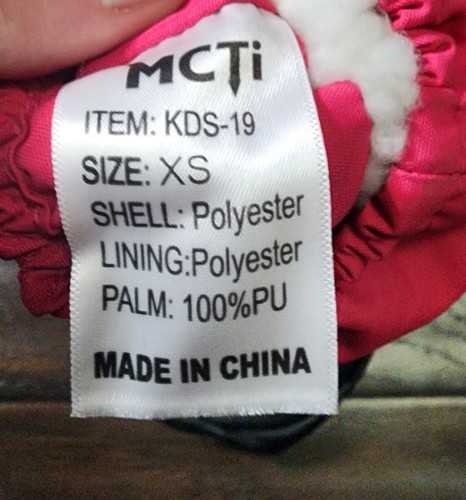 MCTi
ITEM: KDS-19
SIZE: XS
SHELL: Polyester
LINING:Polyester
PALM: 100%PU
MADE IN CHINA